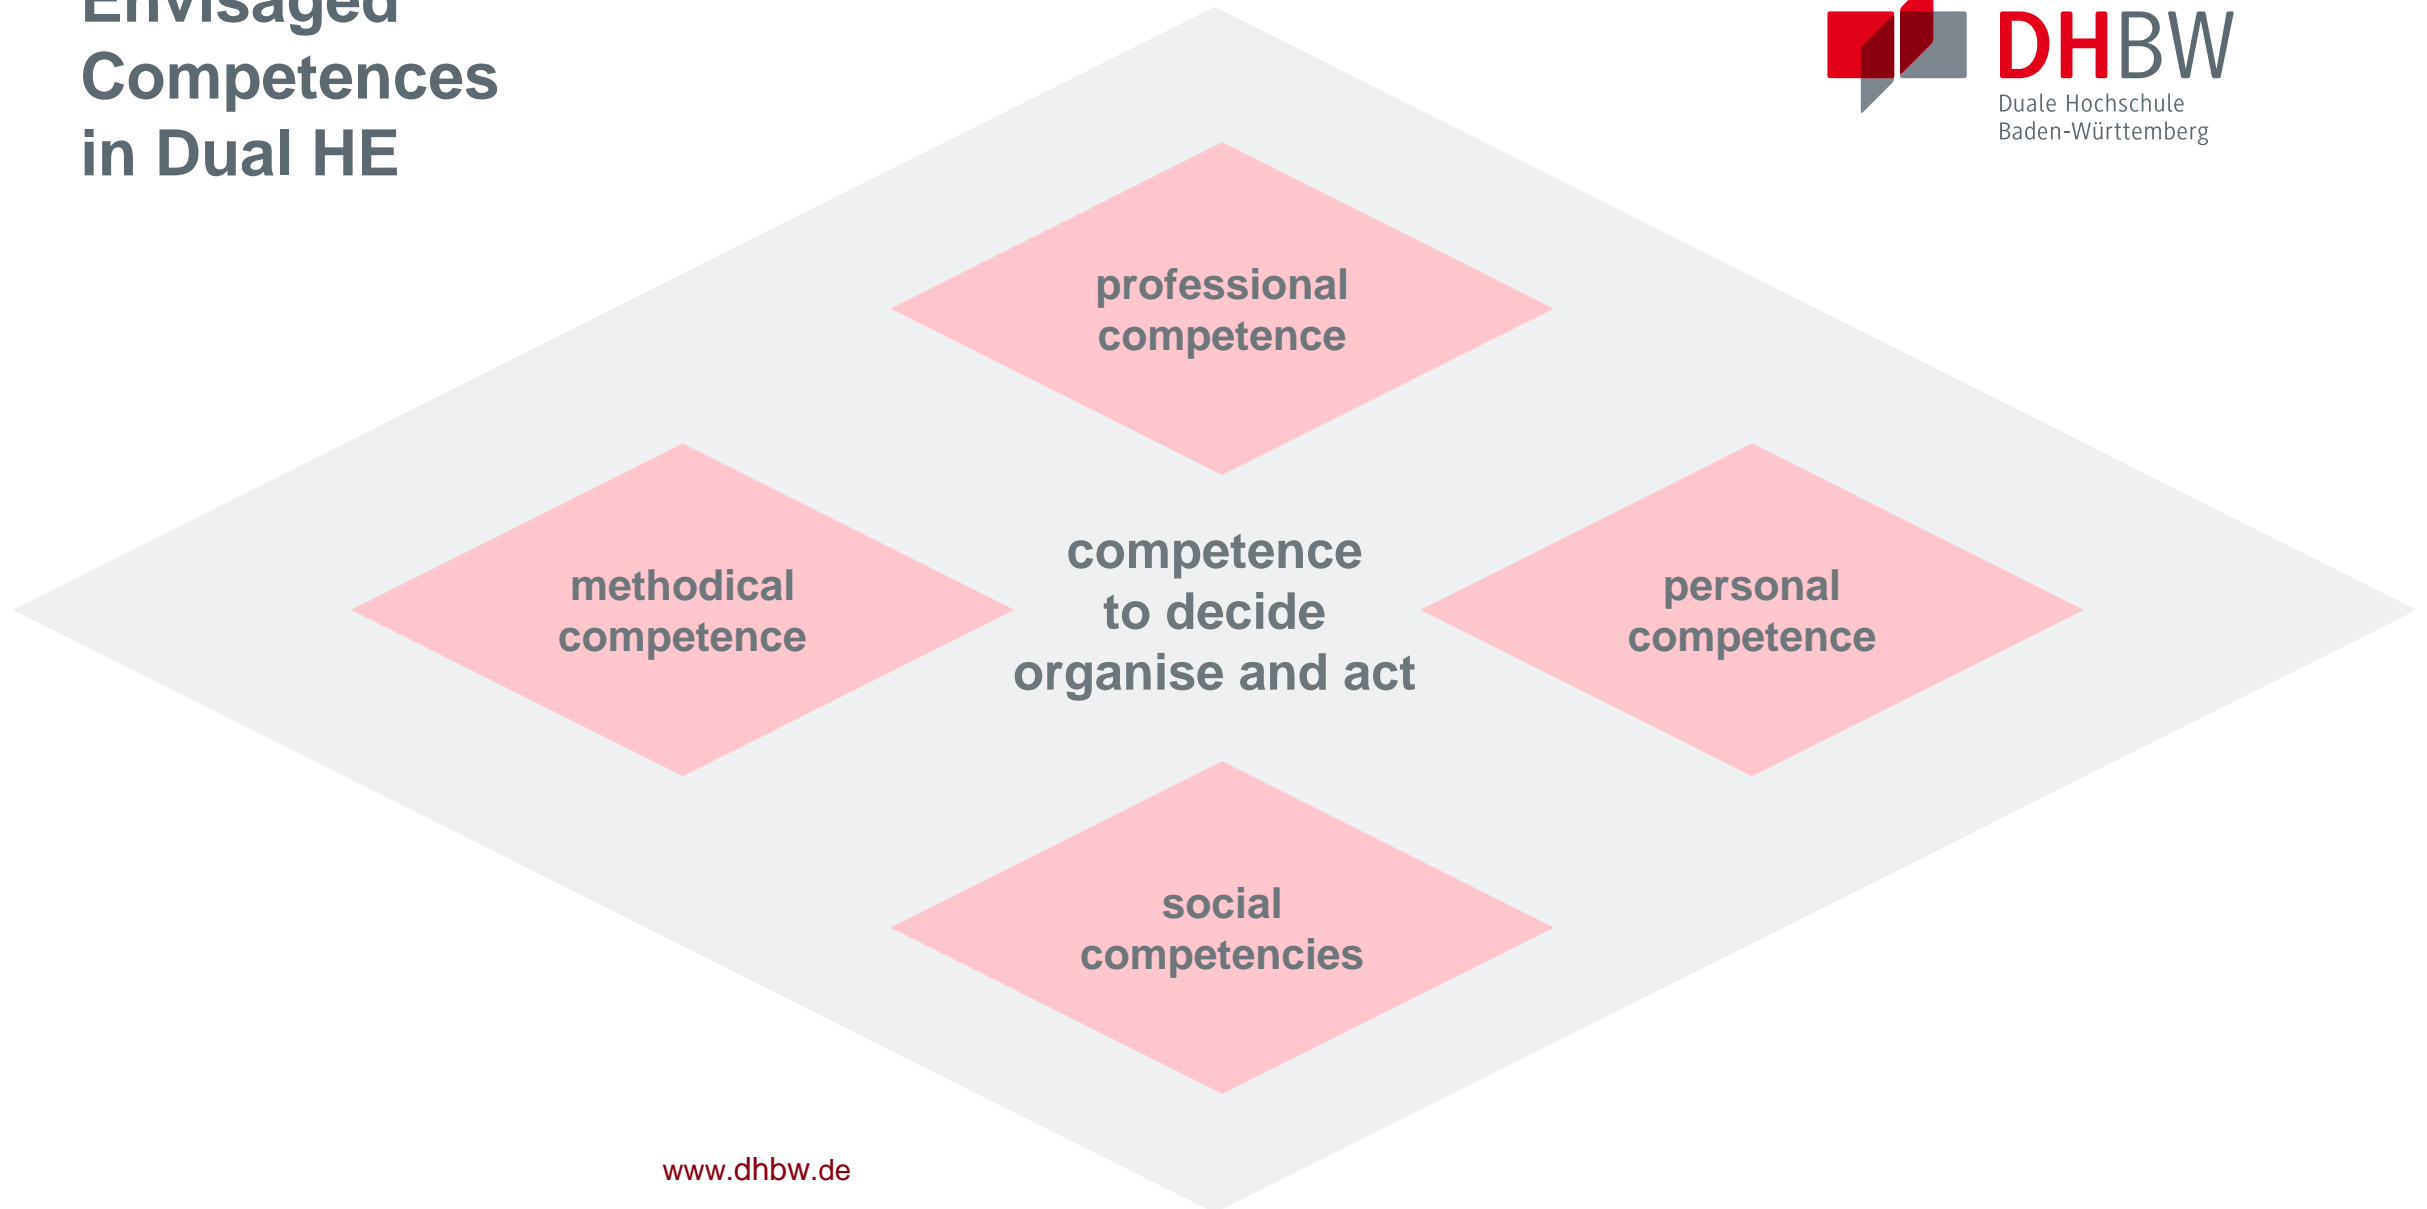 Envisaged
Competences
in Dual HE
DHBW
Duale Hochschule
Baden-Württemberg
professional
competence
methodical
competence
competence
to decide
organise and act
personal
competence
social
competencies
www.dhbw.de